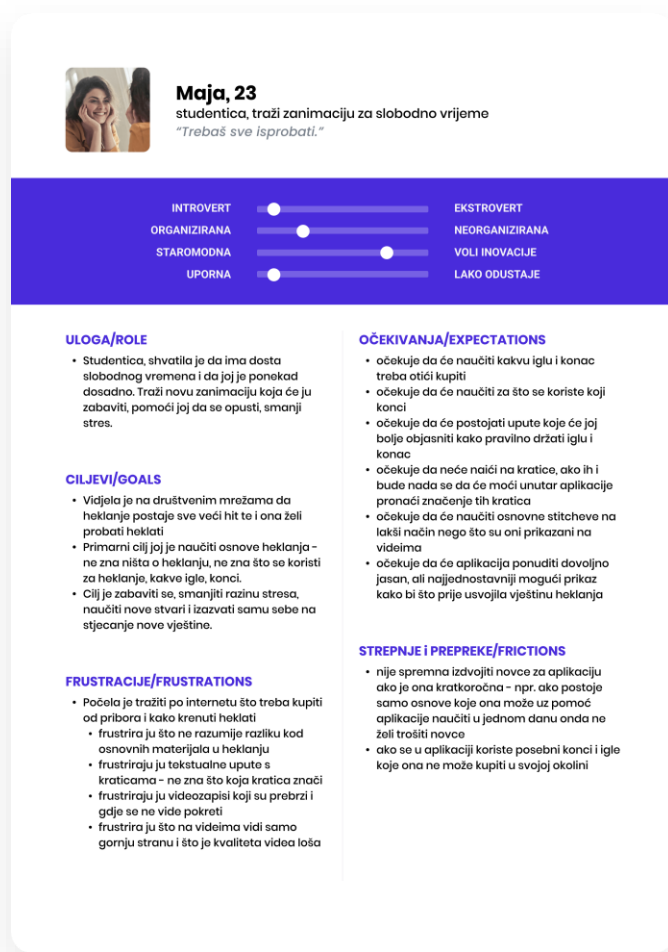 Maja, 23
studentica, traži zanimaciju za slobodno vrijeme
“Trebaš sve isprobati.”
INTROVERT EKSTROVERT
ORGANIZIRANA NEORGANIZIRANA
STAROMODNA VOLI INOVACIJE
UPORNA LAKO ODUSTAJE
ULOGA/ROLE
• Studentica, shvatila je da ima dosta
slobodnog vremena i da joj je ponekad
dosadno. Traži novu zanimaciju koja će ju
zabaviti, pomoći joj da se opusti, smanji
stres.
CILJEVI/GOALS
• Vidjela je na društvenim mrežama da
heklanje postaje sve veći hit te i ona želi
probati heklati
• Primarni cilj joj je naučiti osnove heklanja -
ne zna ništa o heklanju, ne zna što se koristi
za heklanje, kakve igle, konci.
• Cilj je zabaviti se, smanjiti razinu stresa,
naučiti nove stvari i izazvati samu sebe na
stjecanje nove vještine.
FRUSTRACIJE/FRUSTRATIONS
• Počela je tražiti po internetu što treba kupiti
od pribora i kako krenuti heklati
• frustrira ju što ne razumije razliku kod
osnovnih materijala u heklanju
• frustriraju ju tekstualne upute s
kraticama - ne zna što koja kratica znači
• frustriraju ju videozapisi koji su prebrzi i
gdje se ne vide pokreti
• frustrira ju što na videima vidi samo
gornju stranu i što je kvaliteta videa loša
OČEKIVANJA/EXPECTATIONS
• očekuje da će naučiti kakvu iglu i konac
treba otići kupiti
• očekuje da će naučiti za što se koriste koji
konci
• očekuje da će postojati upute koje će joj
bolje objasniti kako pravilno držati iglu i
konac
• očekuje da neće naići na kratice, ako ih i
bude nada se da će moći unutar aplikacije
pronaći značenje tih kratica
• očekuje da će naučiti osnovne stitcheve na
lakši način nego što su oni prikazani na
videima
• očekuje da će aplikacija ponuditi dovoljno
jasan, ali najjednostavniji mogući prikaz
kako bi što prije usvojila vještinu heklanja
STREPNJE i PREPREKE/FRICTIONS
• nije spremna izdvojiti novce za aplikaciju
ako je ona kratkoročna - npr. ako postoje
samo osnove koje ona može uz pomoć
aplikacije naučiti u jednom danu onda ne
želi trošiti novce
• ako se u aplikaciji koriste posebni konci i igle
koje ona ne može kupiti u svojoj okolini